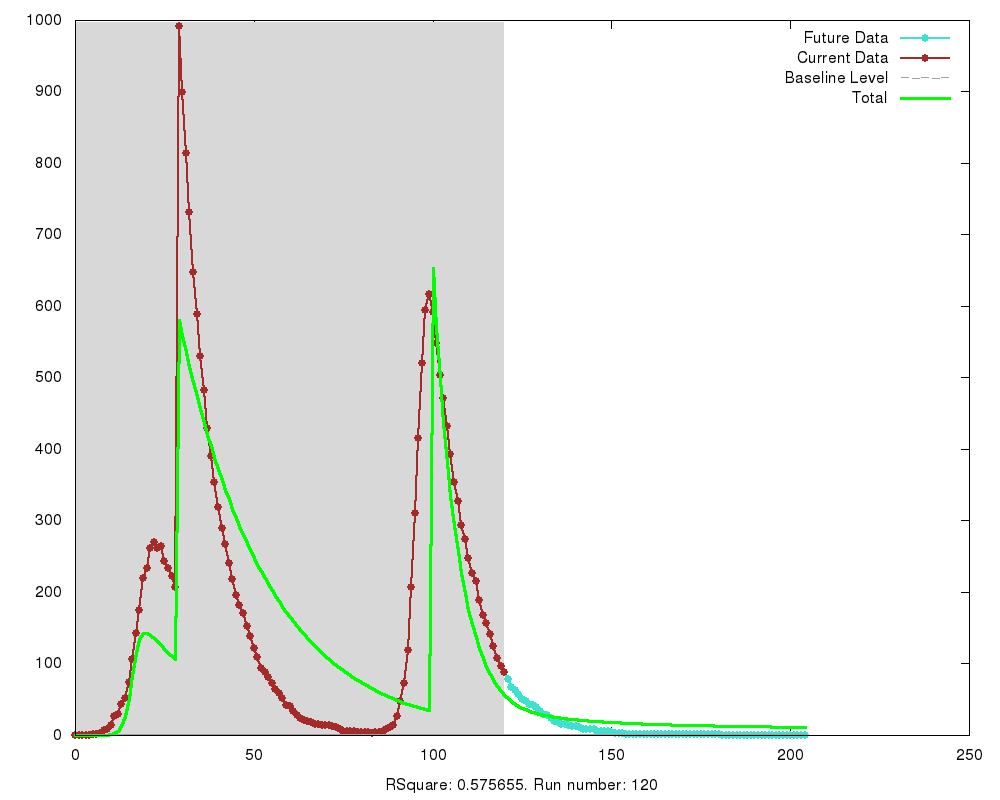 1000
900
800
700
600
500
400
300
200
100
0
Future Data
Current Data
Baseline Level
Total
0 50 100 150 200 250
RSquare: 0.575655. Run number: 120